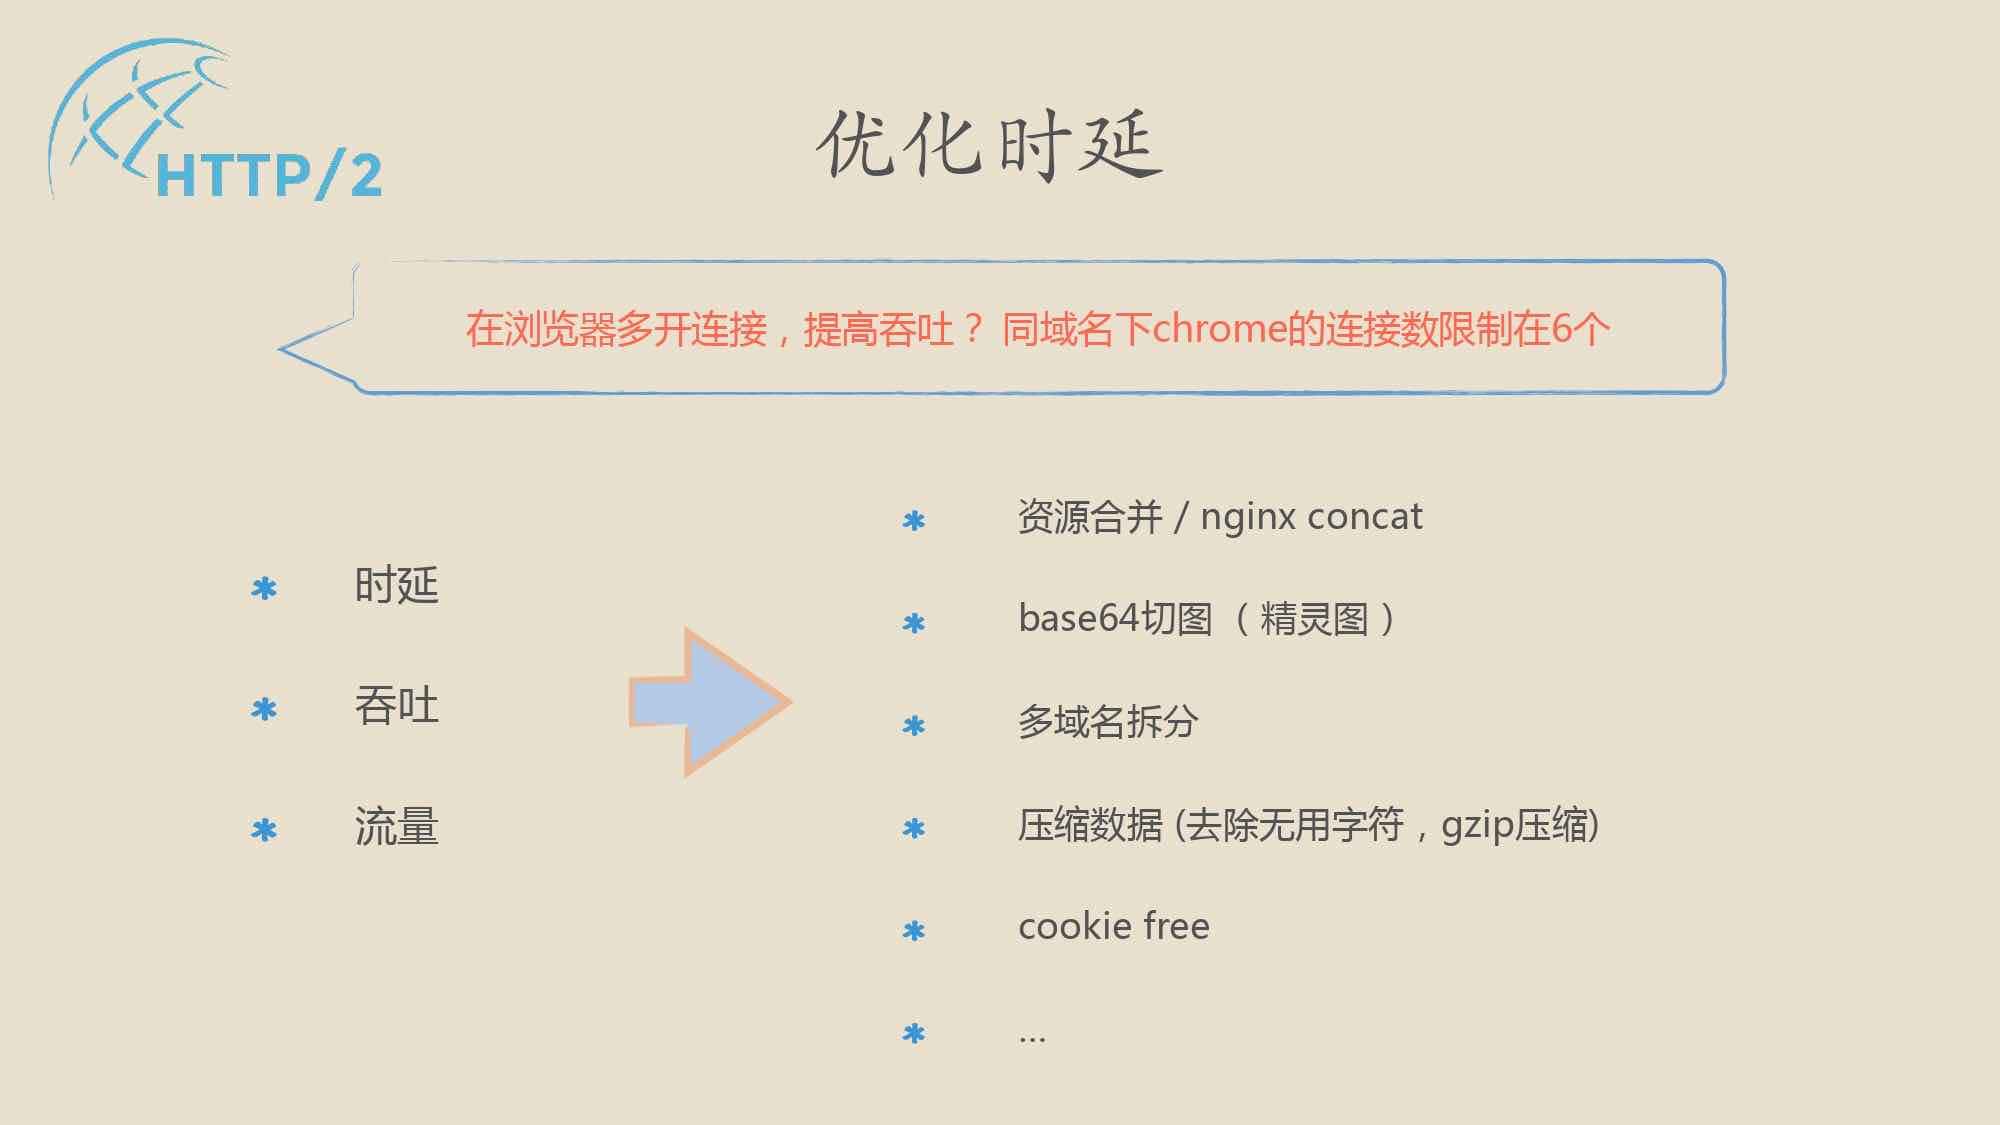 HTTP/2
优化时延
在浏览器多开连接，提高吞吐？ 同域名下chrome的连接数限制在6个
时延
吞吐
流量
资源合并 / nginx concat
base64切图 （精灵图）
多域名拆分
压缩数据 (去除无用字符，gzip压缩)
cookie free
...